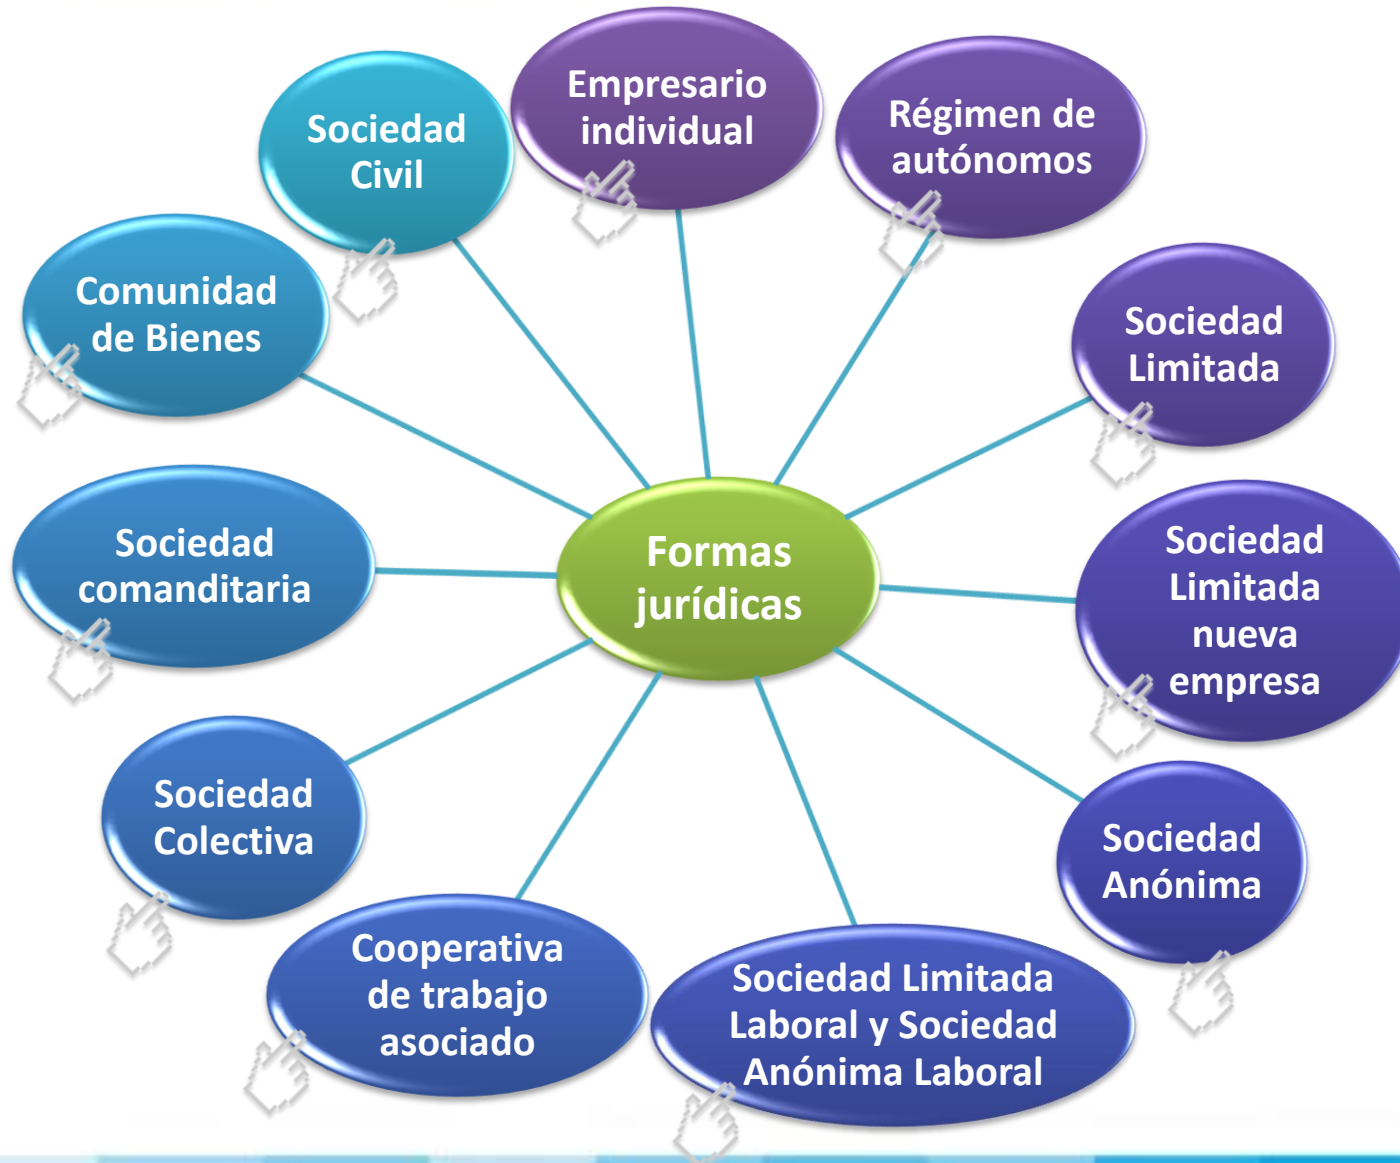 Empresario
individual
Régimen de
autónomos
Sociedad
Limitada
Sociedad
Limitada
nueva
empresa
Sociedad
Anónima
Sociedad Limitada
Laboral y Sociedad
Anónima Laboral
Cooperativa
de trabajo
asociado
Sociedad
Colectiva
Sociedad
comanditaria
Comunidad
de Bienes
Sociedad
Civil
Formas
jurídicas